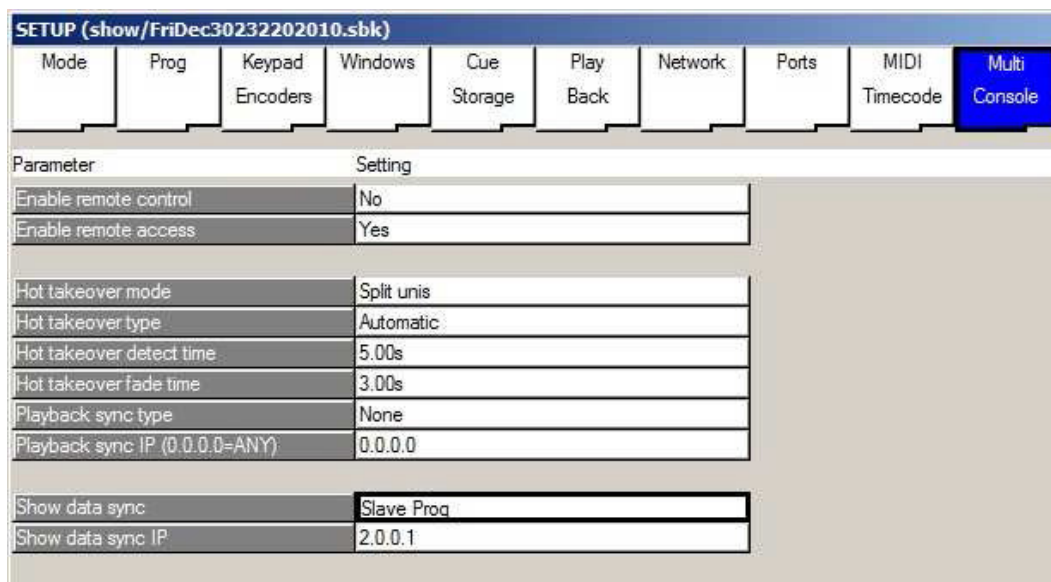 SETUP (show/FriDec30232202010.sbk)
Mode Prog Keypad Encoders Windows Cue Storage Play Back Network Ports MIDI Timecode Multi Console
Parameter Setting
Enable remote control No
Enable remote access Yes
Hot takeover mode Split unis
Hot takeover type Automatic
Hot takeover detect time 5.00s
Hot takeover fade time 3.00s
Playback sync type None
Playback sync IP (0.0.0.0=ANY) 0.0.0.0
Show data sync Slave Prog
Show data sync IP 2.0.0.1